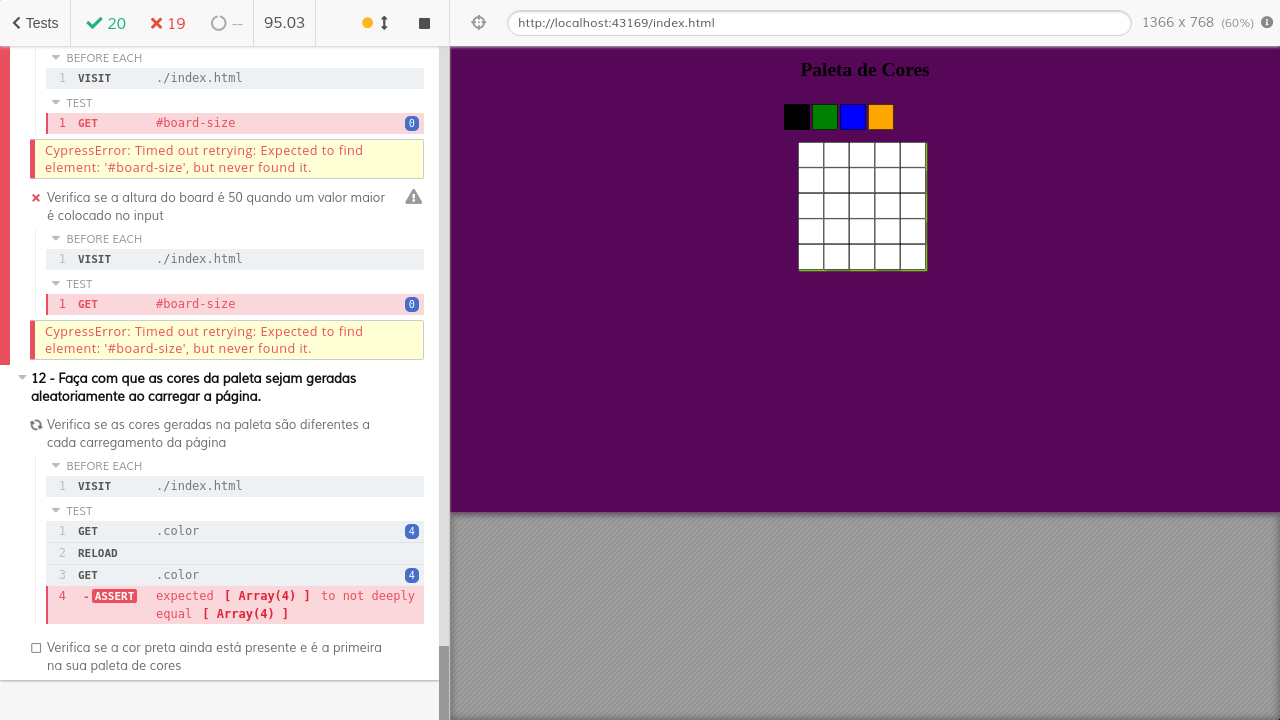 Tests 20 19 -- 95.03
http://localhost:43169/index.html 1366 x 768 (60%)
BEFORE EACH
1 VISIT ./index.html
TEST
1 GET #board-size 0
CypressError: Timed out retrying: Expected to find
element: '#board-size', but never found it.
Verifica se a altura do board é 50 quando um valor maior
é colocado no input
BEFORE EACH
1 VISIT ./index.html
TEST
1 GET #board-size 0
CypressError: Timed out retrying: Expected to find
element: '#board-size', but never found it.
12 - Faça com que as cores da paleta sejam geradas
aleatoriamente ao carregar a página.
Verifica se as cores geradas na paleta são diferentes a
cada carregamento da página
BEFORE EACH
1 VISIT ./index.html
TEST
1 GET .color 4
2 RELOAD
3 GET .color 4
4 -ASSERT expected [ Array(4) ] to not deeply
equal [ Array(4) ]
Verifica se a cor preta ainda está presente e é a primeira
na sua paleta de cores
Paleta de Cores